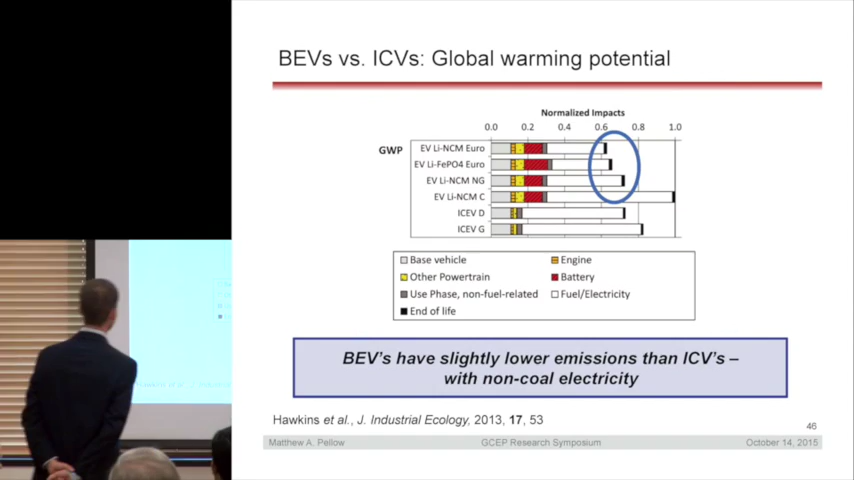 BEVs vs. ICVs: Global warming potential
Normalized Impacts
0.0 0.2 0.4 0.6 0.8 1.0
GWP
EV Li-NCM Euro
EV Li-FePO4 Euro
EV Li-NCM NG
EV Li-NCM C
ICEV D
ICEV G
Base vehicle
Engine
Other Powertrain
Battery
Use Phase, non-fuel-related
Fuel/Electricity
End of life
BEV's have slightly lower emissions than ICV's –
with non-coal electricity
Hawkins et al., J. Industrial Ecology, 2013, 17, 53
46
Matthew A. Pellow
GCEP Research Symposium
October 14, 2015